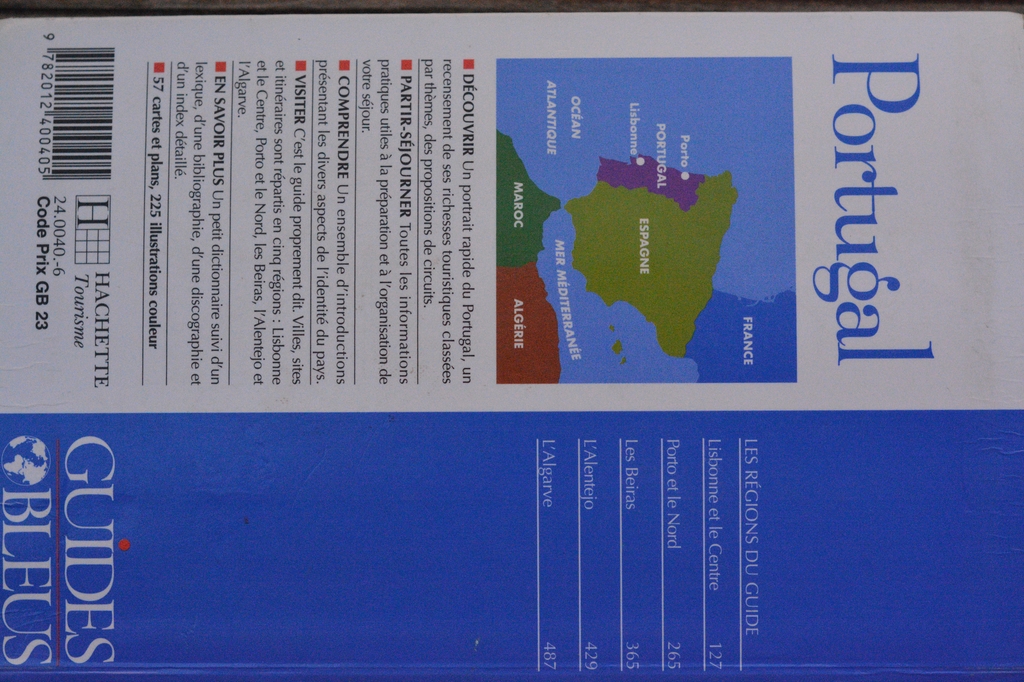 Portugal
FRANCE
Porto
PORTUGAL
Lisbonne
ESPAGNE
OCÉAN
ATLANTIQUE
MER MÉDITERRANÉE
MAROC
ALGÉRIE
■ DÉCOUVRIR Un portrait rapide du Portugal, un
recensement de ses richesses touristiques classées
par thèmes, des propositions de circuits.
■ PARTIR-SÉJOURNER Toutes les informations
pratiques utiles à la préparation et à l'organisation de
votre séjour.
■ COMPRENDRE Un ensemble d'introductions
présentant les divers aspects de l'identité du pays.
■ VISITER C'est le guide proprement dit. Villes, sites
et itinéraires sont répartis en cinq régions : Lisbonne
et le Centre, Porto et le Nord, les Beiras, l'Alentejo et
l'Algarve.
■ EN SAVOIR PLUS Un petit dictionnaire suivi d'un
lexique, d'une bibliographie, d'une discographie et
d'un index détaillé.
■ 57 cartes et plans, 225 illustrations couleur
9 782012 400405
H HACHETTE
Tourisme
24.0040.-6
Code Prix GB 23
LES RÉGIONS DU GUIDE
Lisbonne et le Centre 127
Porto et le Nord 265
Les Beiras 365
L'Alentejo 429
L'Algarve 487
GUIDES
BLEUS